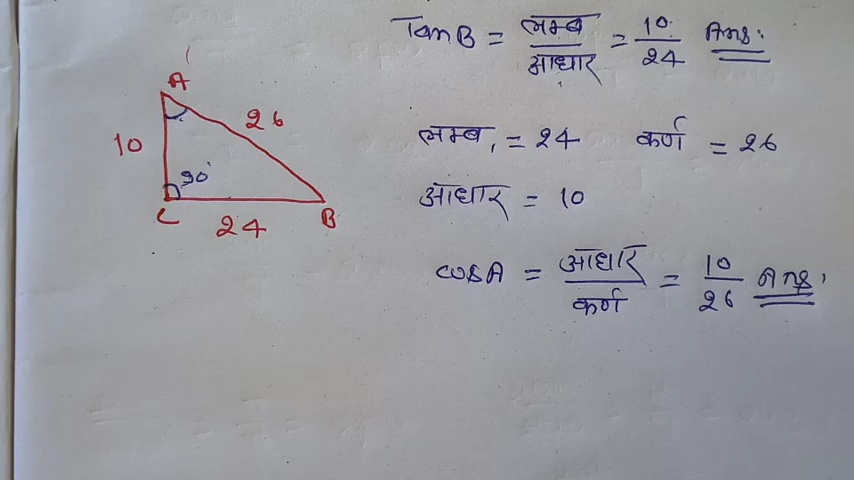 Tan B = लम्ब / आधार = 10 / 24 Ans:
A
10
26
90°
C
24
B
लम्ब, = 24 कर्ण = 26
आधार = 10
cos A = आधार / कर्ण = 10 / 26 Ans: